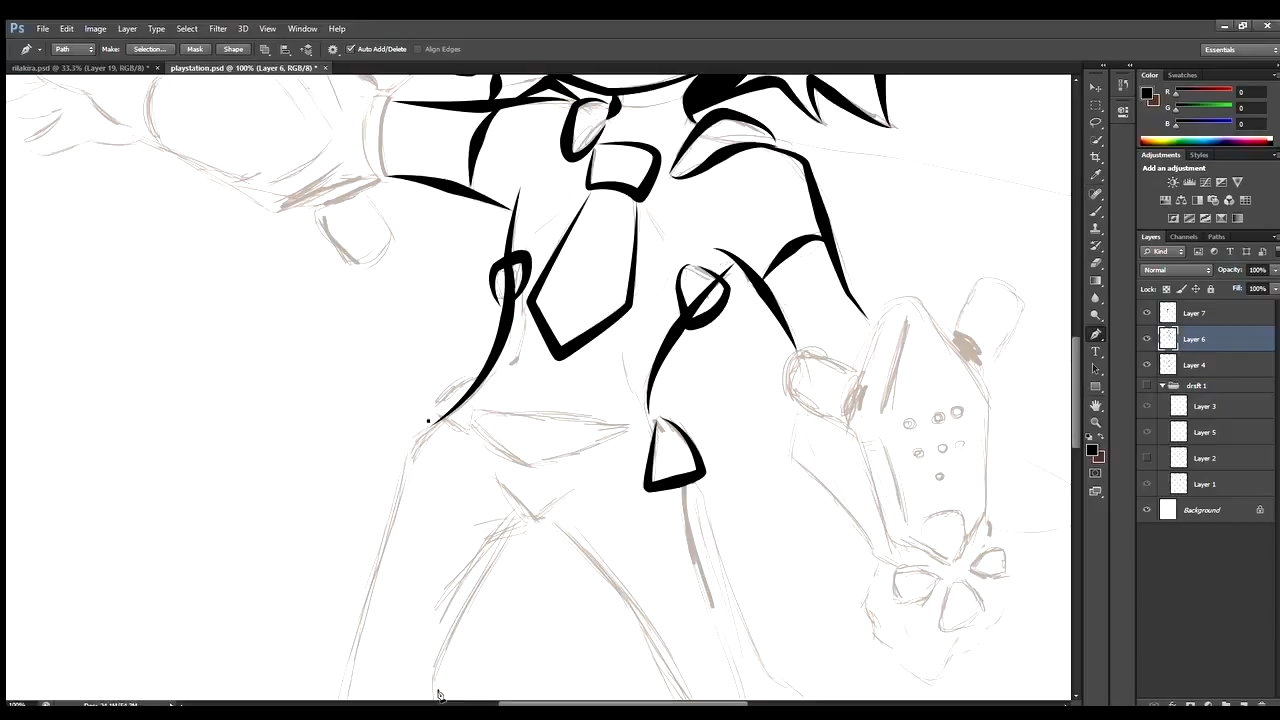 Ps File Edit Image Layer Type Select Filter 3D View Window Help
Path Make: Selection... Mask Shape Auto Add/Delete Align Edges Essentials
rilakira.psd @ 33.3% (Layer 19, RGB/8) * × playstation.psd @ 100% (Layer 6, RGB/8) * ×
Color Swatches
R 0
G 0
B 0
Adjustments Styles
Add an adjustment
Layers Channels Paths
Kind
Normal Opacity: 100%
Lock: Fill: 100%
Layer 7
Layer 6
Layer 4
drsft 1
Layer 3
Layer 5
Layer 2
Layer 1
Background
100%